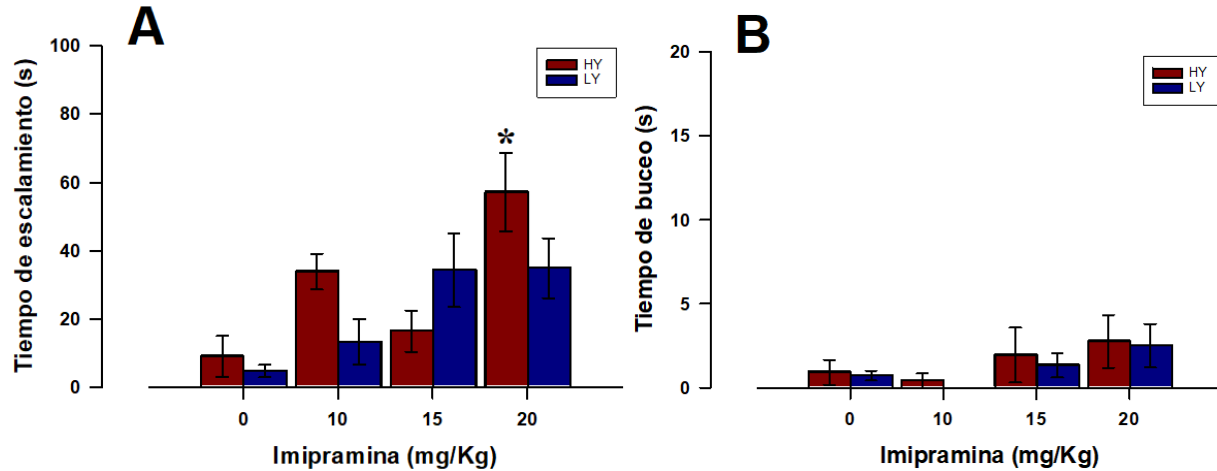 A
Tiempo de escalamiento (s)
100
80
60
40
20
0
HY
LY
*
0 10 15 20
Imipramina (mg/Kg)
B
Tiempo de buceo (s)
20
15
10
5
0
HY
LY
0 10 15 20
Imipramina (mg/Kg)